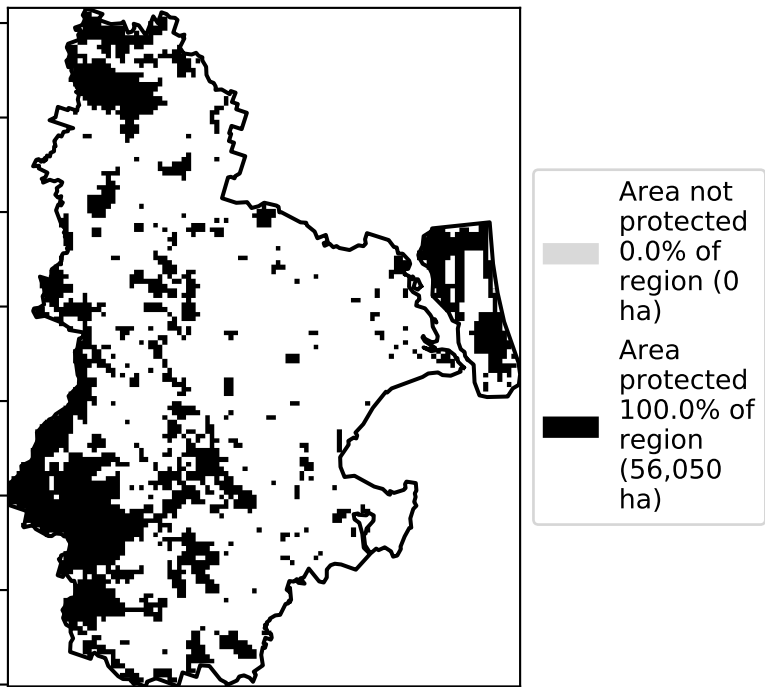 Area not
protected
0.0% of
region (0
ha)
Area
protected
100.0% of
region
(56,050
ha)